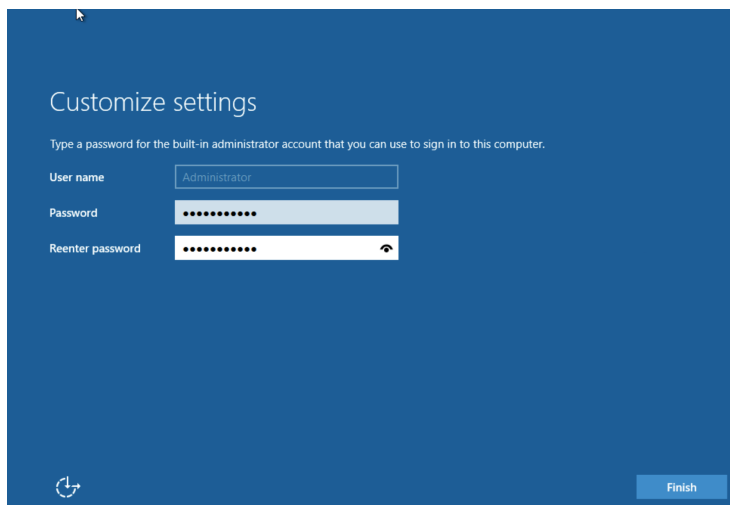 Customize settings
Type a password for the built-in administrator account that you can use to sign in to this computer.
User name Administrator
Password ●●●●●●●●●●●
Reenter password ●●●●●●●●●●●
Finish